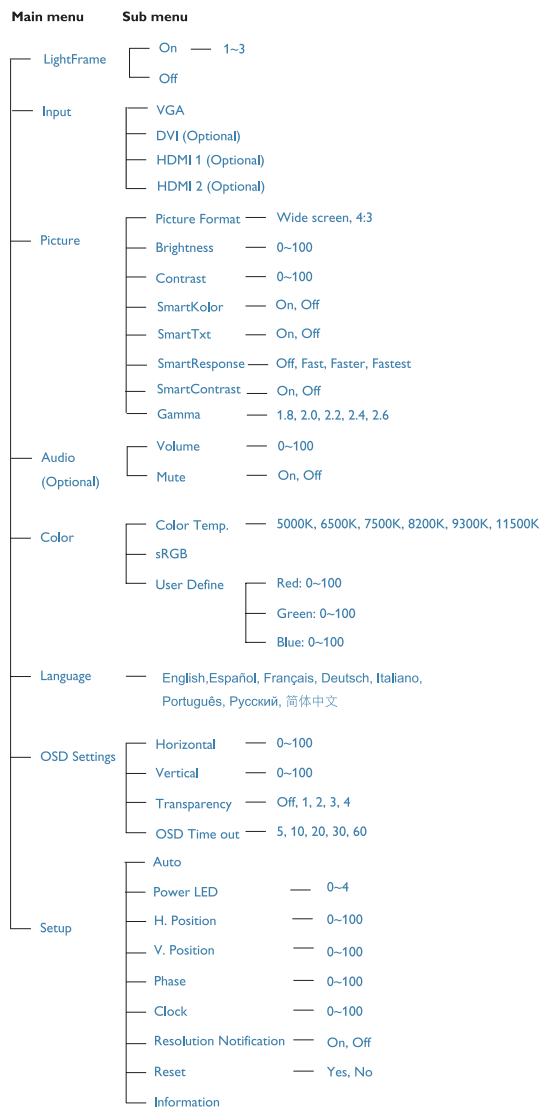 Main menu Sub menu
LightFrame On 1~3
Off
Input VGA
DVI (Optional)
HDMI 1 (Optional)
HDMI 2 (Optional)
Picture Picture Format Wide screen, 4:3
Brightness 0~100
Contrast 0~100
SmartKolor On, Off
SmartTxt On, Off
SmartResponse Off, Fast, Faster, Fastest
SmartContrast On, Off
Gamma 1.8, 2.0, 2.2, 2.4, 2.6
Audio Volume 0~100
(Optional) Mute On, Off
Color Color Temp. 5000K, 6500K, 7500K, 8200K, 9300K, 11500K
sRGB
User Define Red: 0~100
Green: 0~100
Blue: 0~100
Language English,Español, Français, Deutsch, Italiano,
Português, Русский, 简体中文
OSD Settings Horizontal 0~100
Vertical 0~100
Transparency Off, 1, 2, 3, 4
OSD Time out 5, 10, 20, 30, 60
Auto
Power LED 0~4
Setup H. Position 0~100
V. Position 0~100
Phase 0~100
Clock 0~100
Resolution Notification On, Off
Reset Yes, No
Information